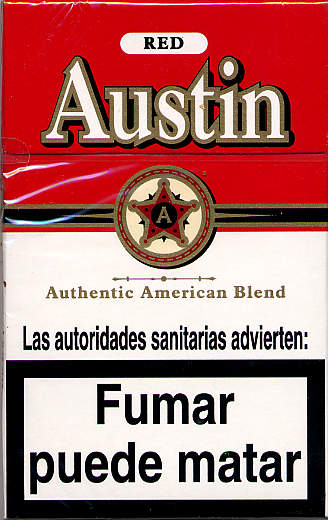 RED
Austin
A
Authentic American Blend
Las autoridades sanitarias advierten:
Fumar
puede matar